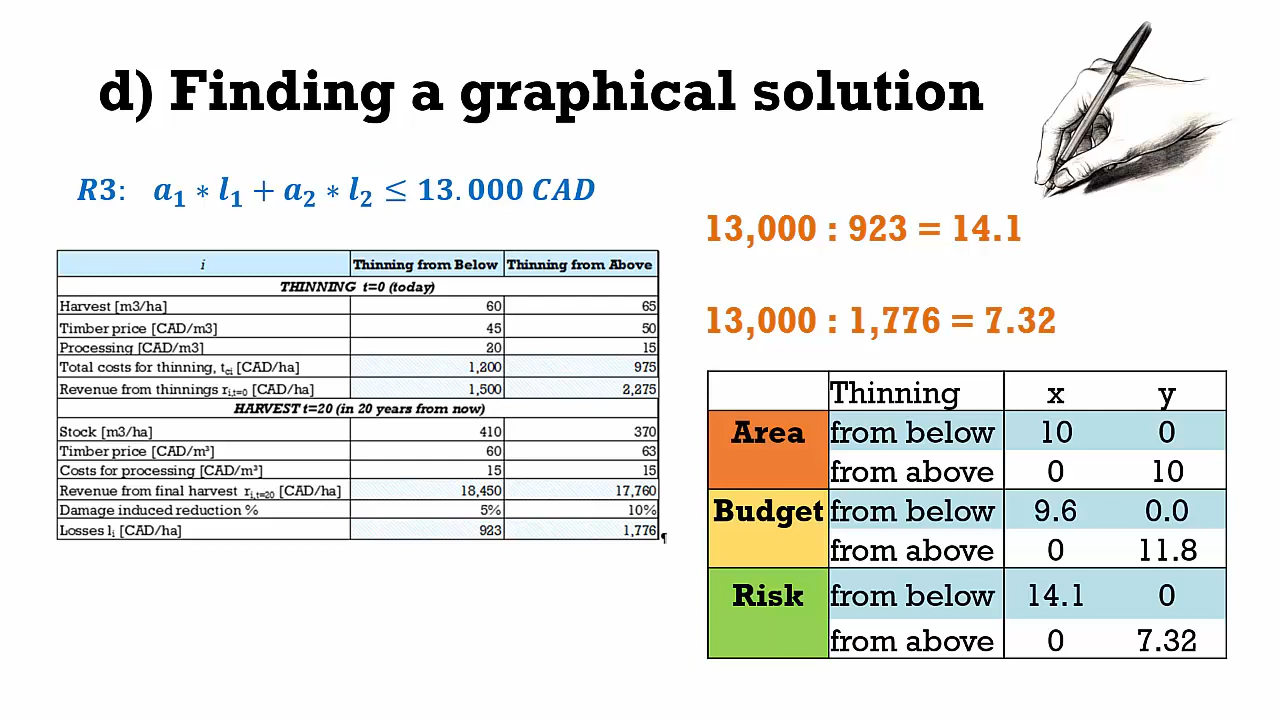 d) Finding a graphical solution
R3: a₁ * l₁ + a₂ * l₂ ≤ 13.000 CAD
13,000 : 923 = 14.1
13,000 : 1,776 = 7.32
i Thinning from Below Thinning from Above
THINNING t=0 (today)
Harvest [m3/ha] 60 65
Timber price [CAD/m3] 45 50
Processing [CAD/m3] 20 15
Total costs for thinning, tci [CAD/ha] 1,200 975
Revenue from thinnings ri,t=0 [CAD/ha] 1,500 2,275
HARVEST t=20 (in 20 years from now)
Stock [m3/ha] 410 370
Timber price [CAD/m³] 60 63
Costs for processing [CAD/m³] 15 15
Revenue from final harvest ri,t=20 [CAD/ha] 18,450 17,760
Damage induced reduction % 5% 10%
Losses li [CAD/ha] 923 1,776 ¶
Thinning x y
Area from below 10 0
from above 0 10
Budget from below 9.6 0.0
from above 0 11.8
Risk from below 14.1 0
from above 0 7.32